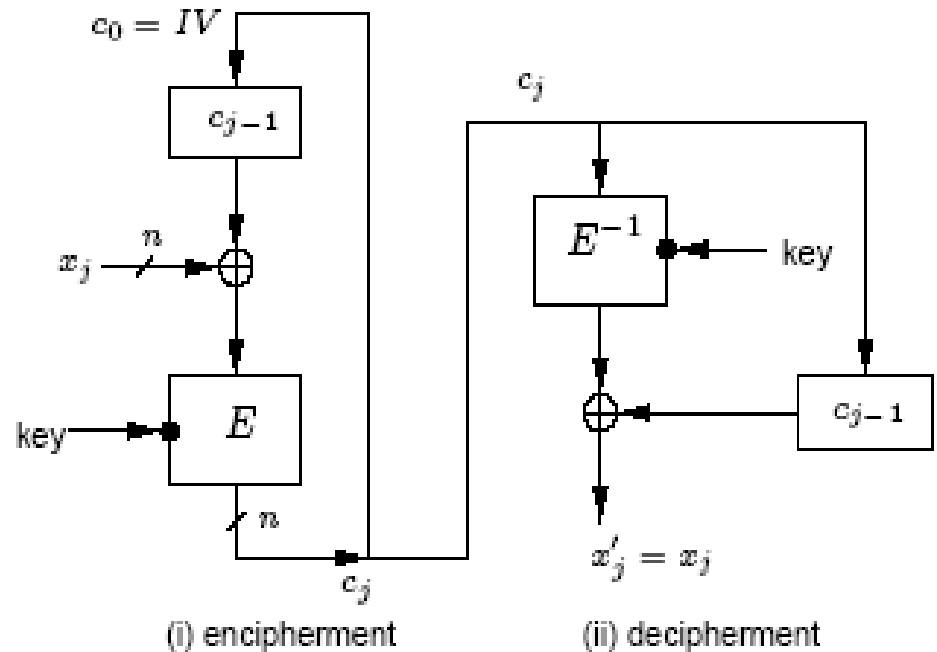 c₀ = IV
cⱼ₋₁
n
xⱼ
key
E
n
cⱼ
(i) encipherment
cⱼ
E⁻¹
key
cⱼ₋₁
x′ⱼ = xⱼ
(ii) decipherment